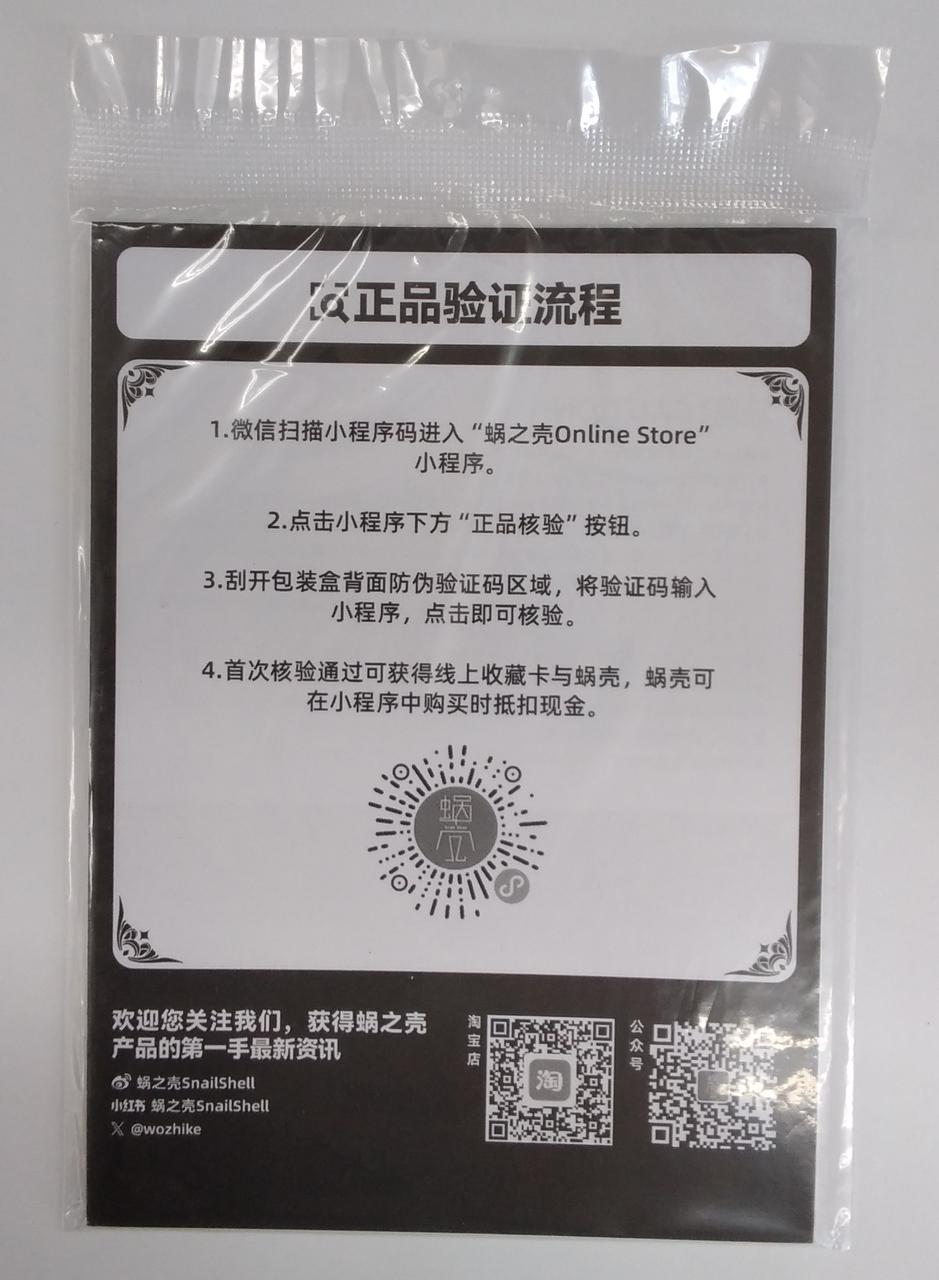 正品验证流程
1.微信扫描小程序码进入“蜗之壳Online Store”
小程序。
2.点击小程序下方“正品核验”按钮。
3.刮开包装盒背面防伪验证码区域，将验证码输入
小程序，点击即可核验。
4.首次核验通过可获得线上收藏卡与蜗壳，蜗壳可
在小程序中购买时抵扣现金。
蜗
壳
欢迎您关注我们，获得蜗之壳
产品的第一手最新资讯
蜗之壳SnailShell
小红书 蜗之壳SnailShell
@wozhike
淘宝店
淘
公众号